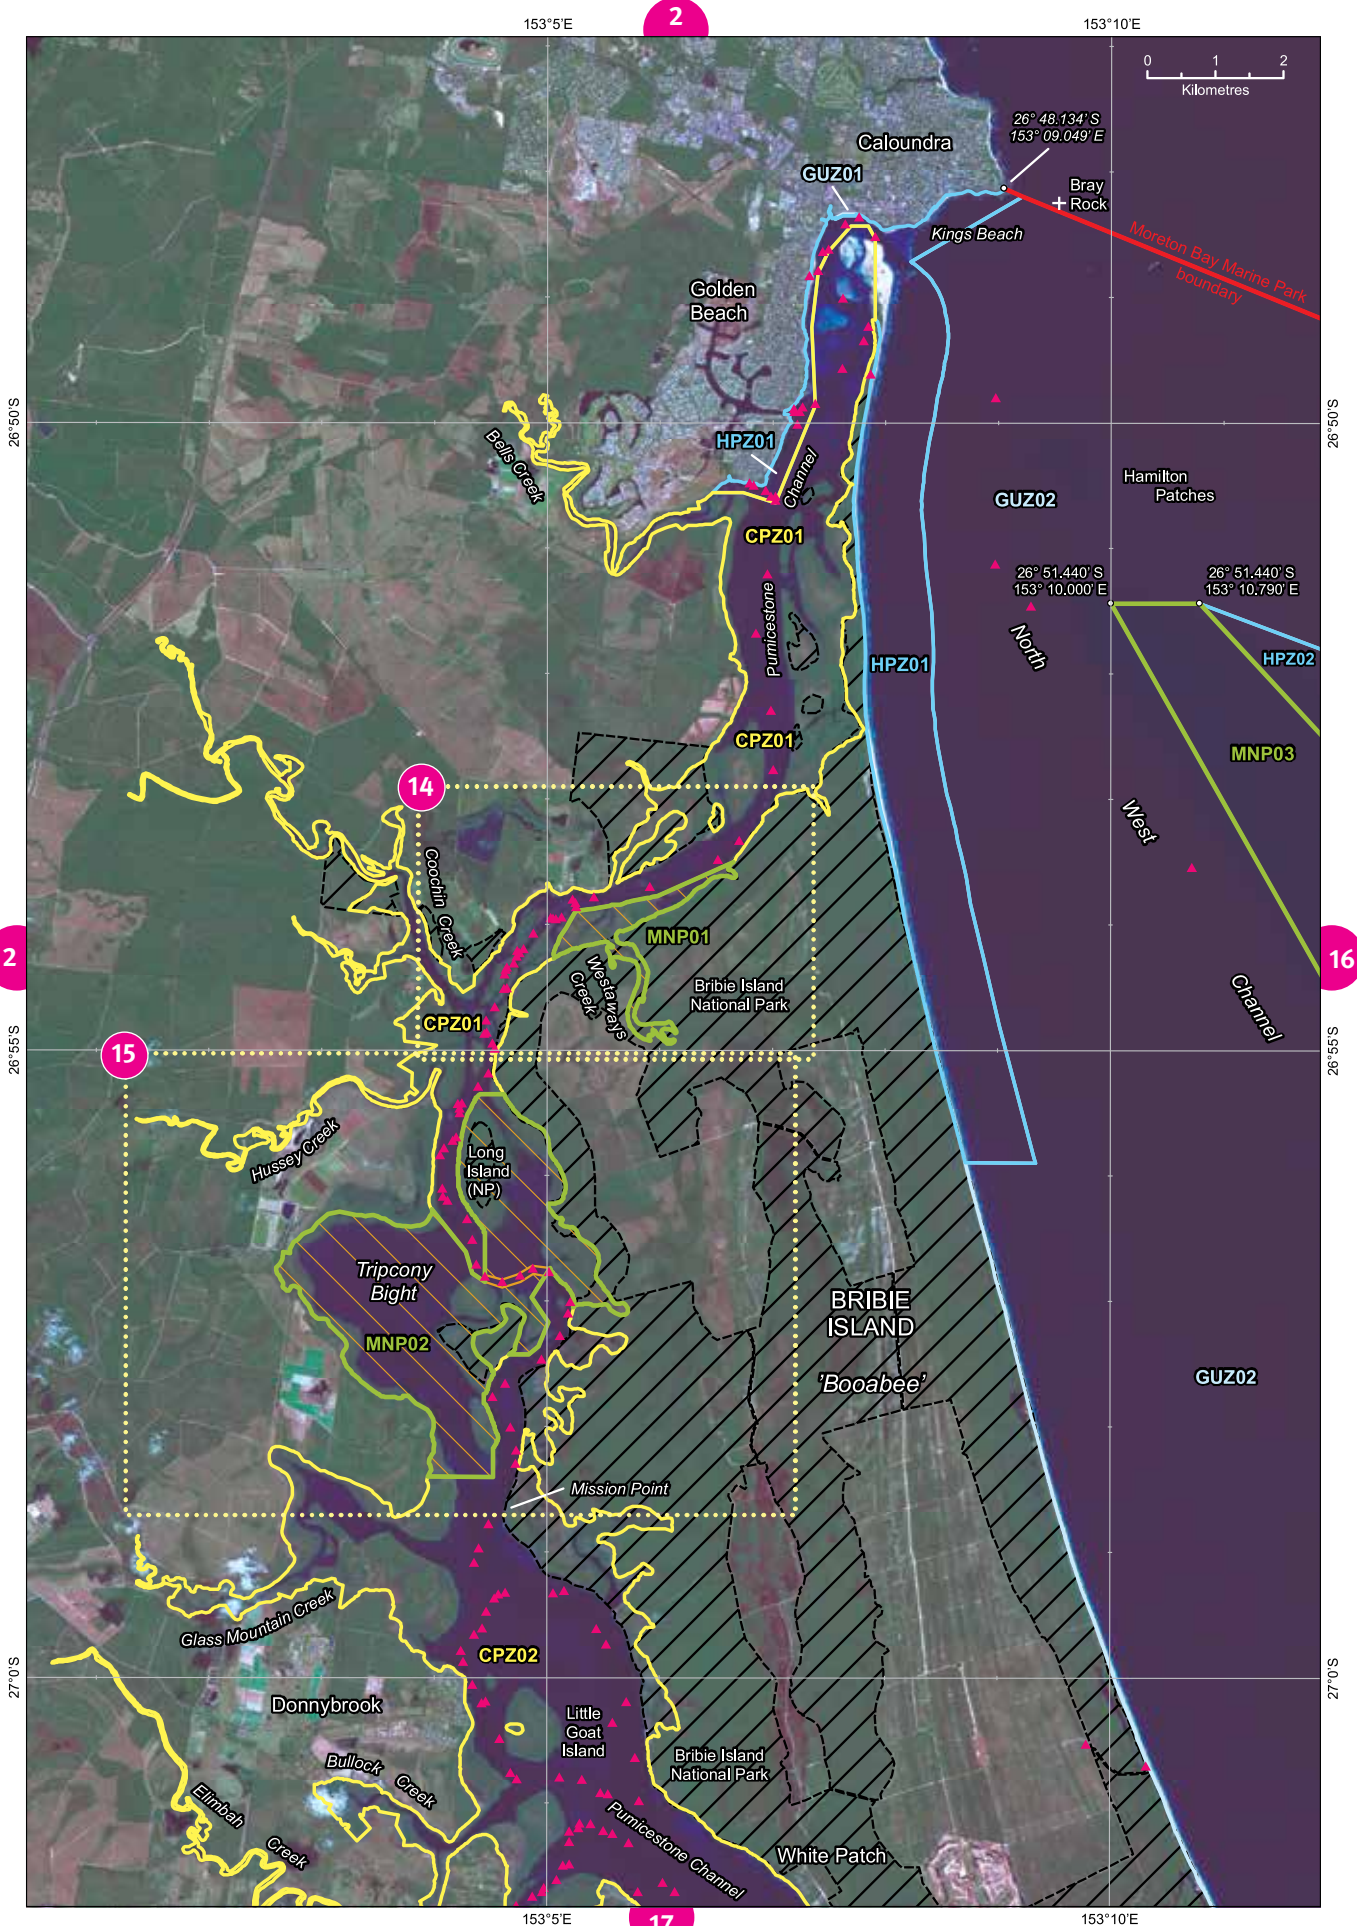 2
153°5'E
153°10'E
0 1 2
Kilometres
26° 48.134' S
153° 09.049' E
Caloundra
GUZ01
Bray
Rock
Kings Beach
Moreton Bay Marine Park
boundary
Golden
Beach
26°50'S
26°50'S
HPZ01
Bells Creek
Channel
Hamilton
Patches
GUZ02
CPZ01
26° 51.440' S
153° 10.000' E
26° 51.440' S
153° 10.790' E
Pumicestone
North
HPZ01
HPZ02
CPZ01
MNP03
14
West
Coochin Creek
MNP01
2
16
Westaways
Creek
Bribie Island
National Park
Channel
CPZ01
26°55'S
26°55'S
15
Hussey Creek
Long
Island
(NP)
Tripcony
Bight
BRIBIE
ISLAND
MNP02
'Booabee'
GUZ02
Mission Point
Glass Mountain Creek
CPZ02
27°0'S
27°0'S
Donnybrook
Little
Goat
Island
Bribie Island
National Park
Bullock Creek
Elimbah
Creek
Pumicestone Channel
White Patch
153°5'E
17
153°10'E